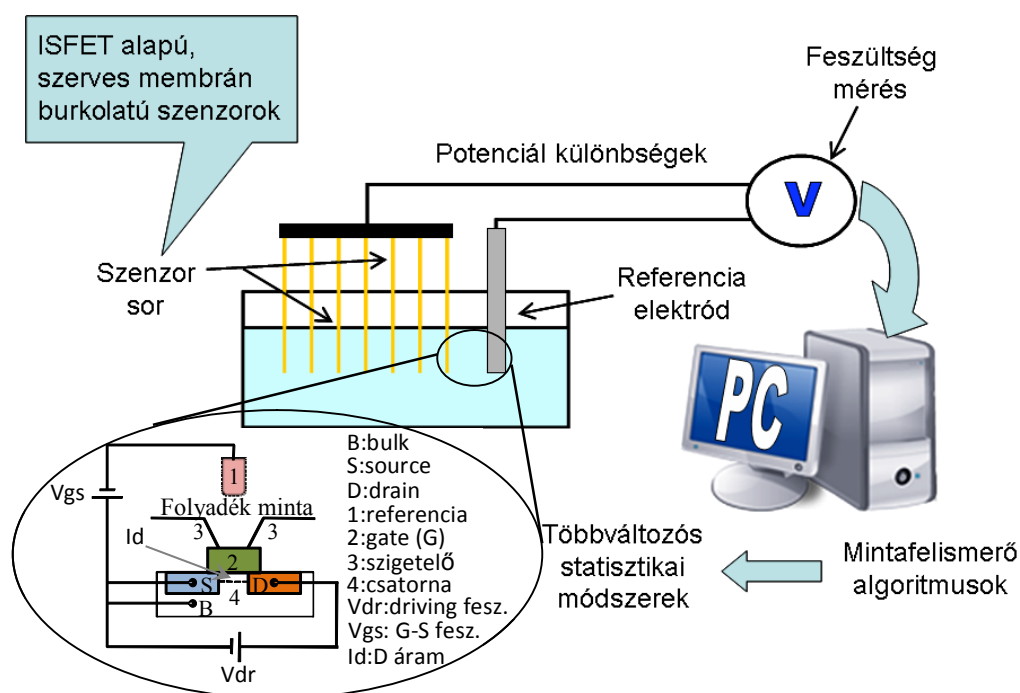 ISFET alapú,
szerves membrán
burkolatú szenzorok
Feszültség
mérés
Potenciál különbségek
V
Szenzor
sor
Referencia
elektród
PC
B:bulk
S:source
D:drain
1:referencia
2:gate (G)
3:szigetelő
4:csatorna
Vdr:driving fesz.
Vgs: G-S fesz.
Id:D áram
Vgs
1
Folyadék minta
3
3
Id
2
S
4
D
B
Vdr
Többváltozós
statisztikai
módszerek
Mintafelismerő
algoritmusok